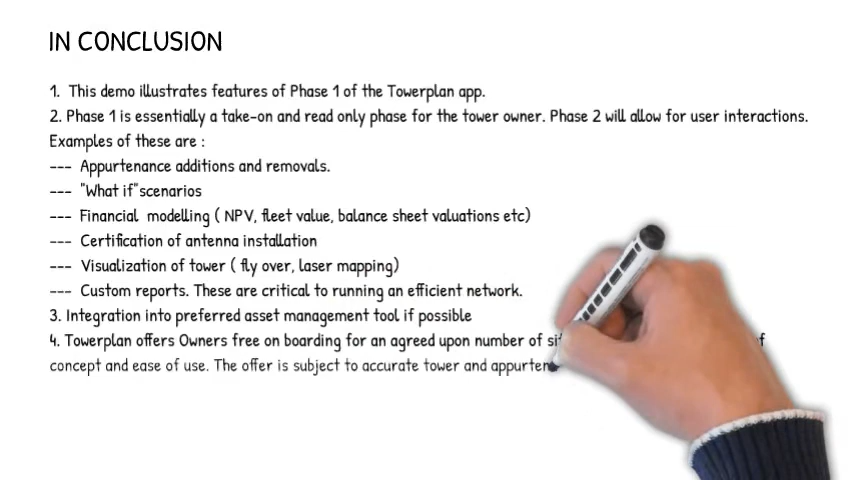 IN CONCLUSION
1. This demo illustrates features of Phase 1 of the Towerplan app.
2. Phase 1 is essentially a take-on and read only phase for the tower owner. Phase 2 will allow for user interactions.
Examples of these are :
--- Appurtenance additions and removals.
--- "What if"scenarios
--- Financial modelling ( NPV, fleet value, balance sheet valuations etc)
--- Certification of antenna installation
--- Visualization of tower ( fly over, laser mapping)
--- Custom reports. These are critical to running an efficient network.
3. Integration into preferred asset management tool if possible
4. Towerplan offers Owners free on boarding for an agreed upon number of
concept and ease of use. The offer is subject to accurate tower and